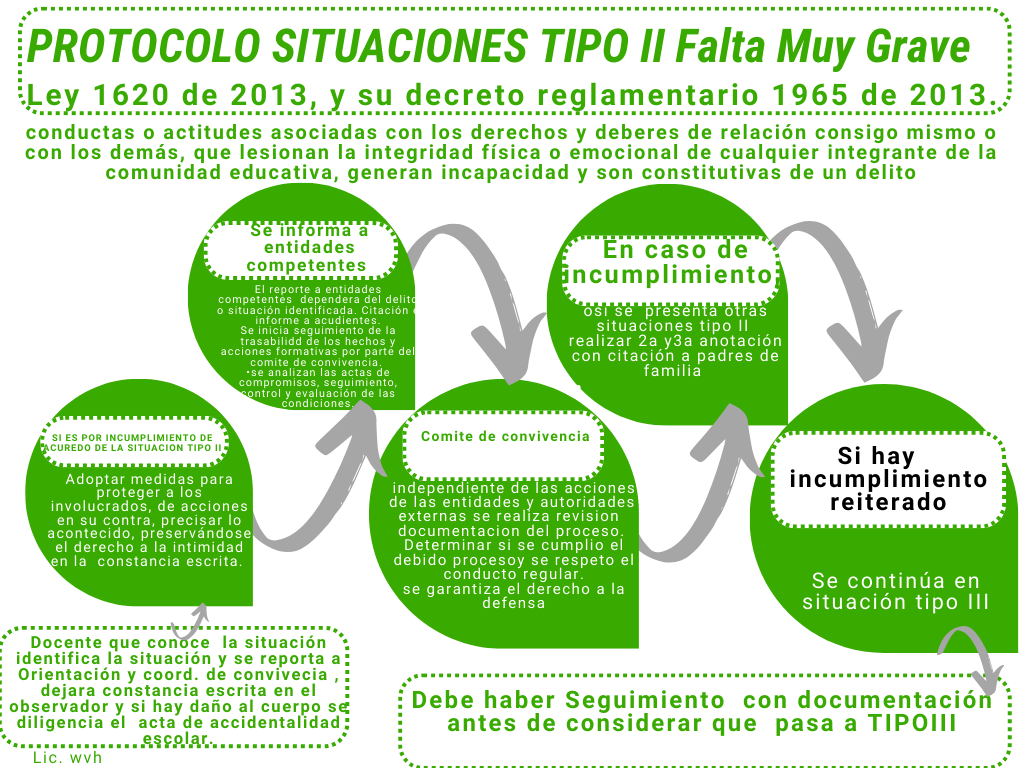 PROTOCOLO SITUACIONES TIPO II Falta Muy Grave
Ley 1620 de 2013, y su decreto reglamentario 1965 de 2013.
conductas o actitudes asociadas con los derechos y deberes de relación consigo mismo o
con los demás, que lesionan la integridad física o emocional de cualquier integrante de la
comunidad educativa, generan incapacidad y son constitutivas de un delito
Docente que conoce la situación
identifica la situación y se reporta a
Orientación y coord. de convivecia ,
dejara constancia escrita en el
observador y si hay daño al cuerpo se
diligencia el acta de accidentalidad
escolar.
Lic. wvh
SI ES POR INCUMPLIMIENTO DE
ACUREDO DE LA SITUACION TIPO II
Adoptar medidas para
proteger a los
involucrados, de acciones
en su contra, precisar lo
acontecido, preservándose
el derecho a la intimidad
en la constancia escrita.
Se informa a
entidades
competentes
El reporte a entidades
competentes dependera del delito
o situación identificada. Citación e
informe a acudientes.
Se inicia seguimiento de la
trasabilidd de los hechos y
acciones formativas por parte del
comite de convivencia.
•se analizan las actas de
compromisos, seguimiento,
control y evaluación de las
condiciones.
Comite de convivencia
independiente de las acciones
de las entidades y autoridades
externas se realiza revision
documentacion del proceso.
Determinar si se cumplio el
debido procesoy se respeto el
conducto regular.
se garantiza el derecho a la
defensa
En caso de
incumplimiento
osi se presenta otras
situaciones tipo II
realizar 2a y3a anotación
con citación a padres de
familia
Si hay
incumplimiento
reiterado
Se continúa en
situación tipo III
Debe haber Seguimiento con documentación
antes de considerar que pasa a TIPOIII